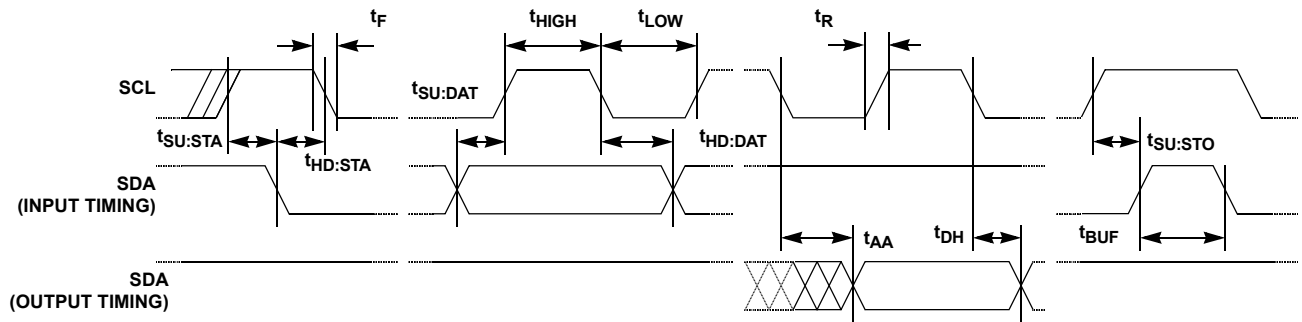 tF
tHIGH
tLOW
tR
SCL
tSU:DAT
tSU:STA
tHD:STA
tHD:DAT
tSU:STO
SDA
(INPUT TIMING)
tAA
tDH
tBUF
SDA
(OUTPUT TIMING)